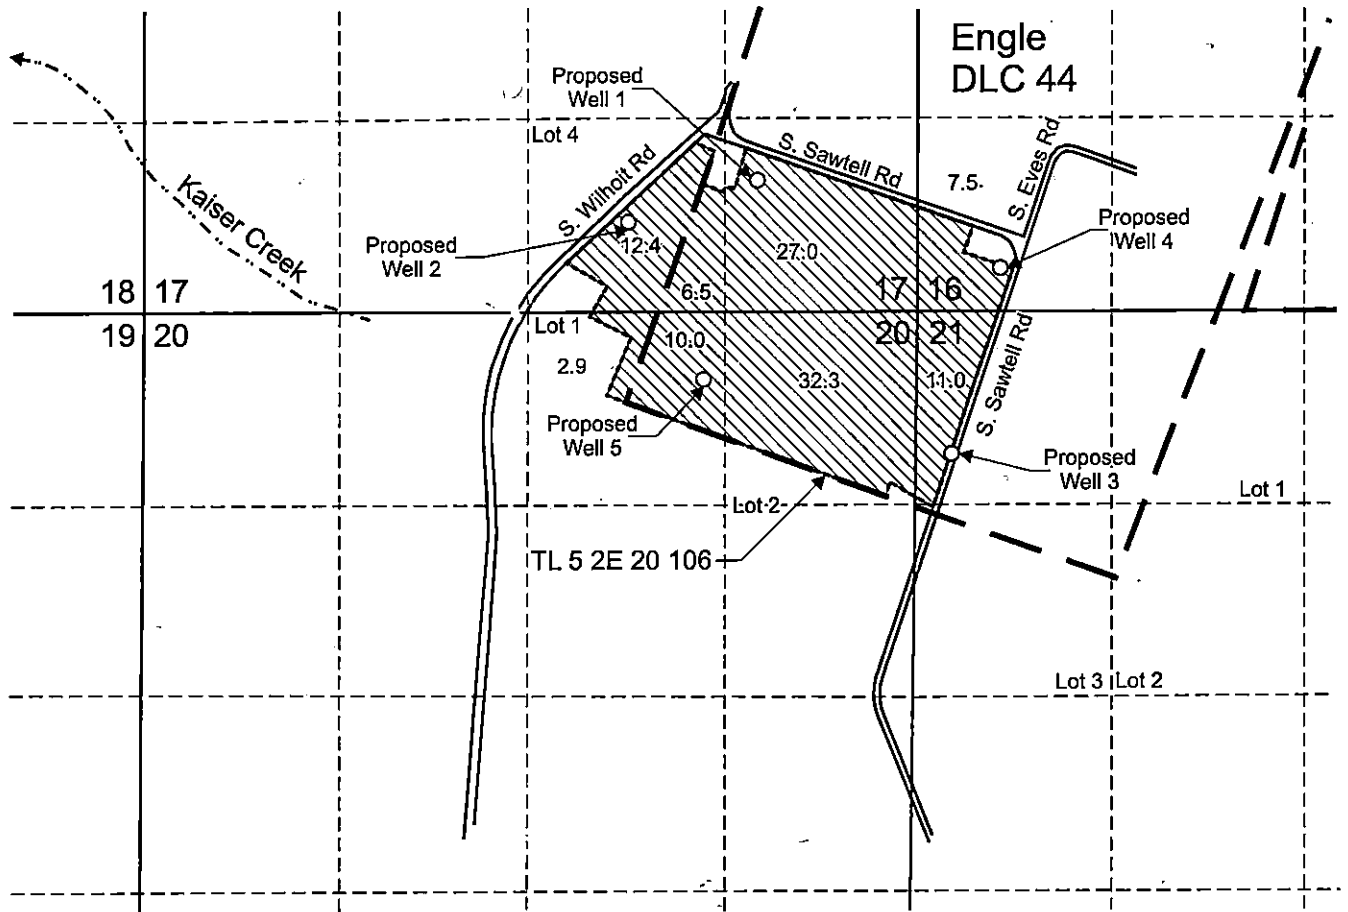 Engle
DLC 44
Proposed
Well 1
Lot 4
S. Wilhoit Rd
S. Sawtell Rd
7.5
S. Eves Rd
Kaiser Creek
Proposed
Well 2
12.4
27.0
Proposed
Well 4
18 17
6.5
17 16
19 20
Lot 1
10.0
20 21
2.9
32.3
11.0
S. Sawtell Rd
Proposed
Well 5
Proposed
Well 3
Lot 2
Lot 1
TL 5 2E 20 106
Lot 3 Lot 2